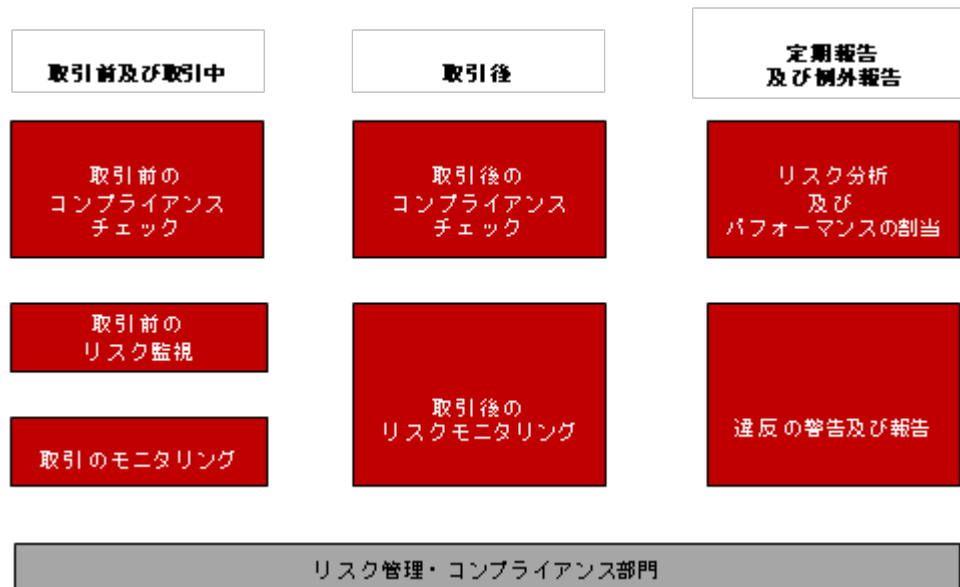 取引前及び取引中
取引後
定期報告
及び例外報告
取引前の
コンプライアンス
チェック
取引後の
コンプライアンス
チェック
リスク分析
及び
パフォーマンスの割当
取引前の
リスク監視
取引のモニタリング
取引後の
リスクモニタリング
違反の警告及び報告
リスク管理・コンプライアンス部門